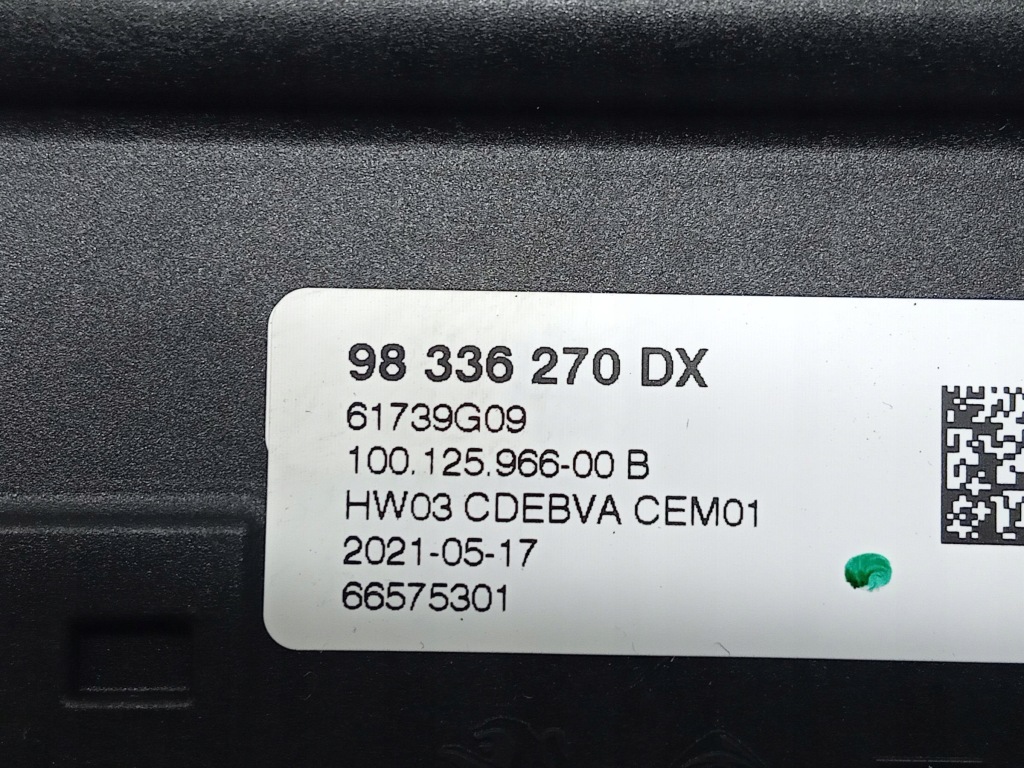 98 336 270 DX
61739G09
100.125.966-00 B
HW03 CDEBVA CEM01
2021-05-17
66575301